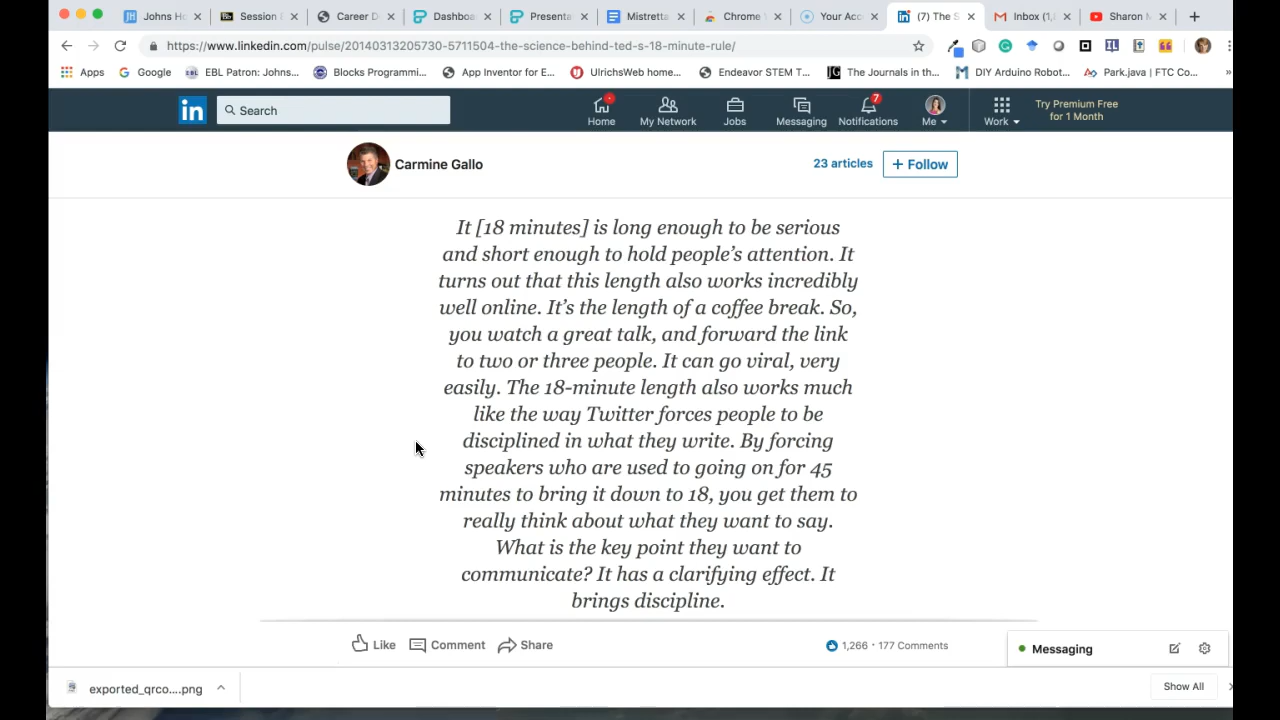 Johns Ho
Session
Career D
Dashboa
Presenta
Mistretta
Chrome
Your Acc
(7) The S
Inbox (1,
Sharon M
https://www.linkedin.com/pulse/20140313205730-5711504-the-science-behind-ted-s-18-minute-rule/
Apps
Google
EBL Patron: Johns...
Blocks Programmi...
App Inventor for E...
UlrichsWeb home...
Endeavor STEM T...
The Journals in th...
DIY Arduino Robot...
Park.java | FTC Co...
in
Search
Home
My Network
Jobs
Messaging
7
Notifications
Me
Work
Try Premium Free
for 1 Month
Carmine Gallo
23 articles
+ Follow
It [18 minutes] is long enough to be serious
and short enough to hold people's attention. It
turns out that this length also works incredibly
well online. It's the length of a coffee break. So,
you watch a great talk, and forward the link
to two or three people. It can go viral, very
easily. The 18-minute length also works much
like the way Twitter forces people to be
disciplined in what they write. By forcing
speakers who are used to going on for 45
minutes to bring it down to 18, you get them to
really think about what they want to say.
What is the key point they want to
communicate? It has a clarifying effect. It
brings discipline.
Like
Comment
Share
1,266 · 177 Comments
Messaging
exported_qrco....png
Show All